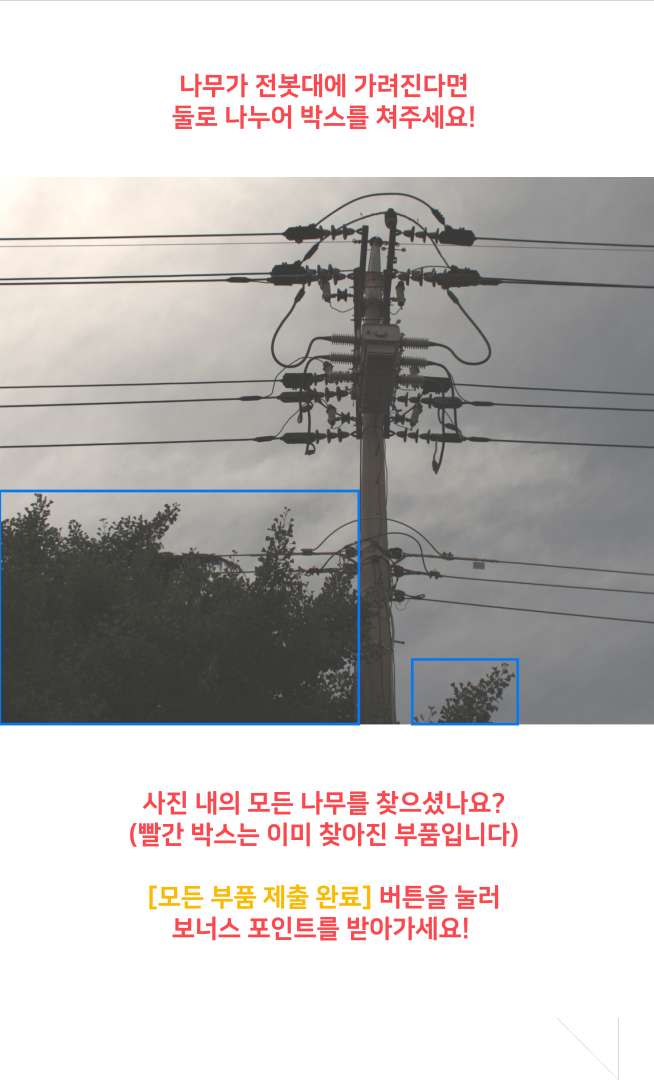 나무가 전봇대에 가려진다면
둘로 나누어 박스를 쳐주세요!
사진 내의 모든 나무를 찾으셨나요?
(빨간 박스는 이미 찾아진 부품입니다)
[모든 부품 제출 완료] 버튼을 눌러
보너스 포인트를 받아가세요!